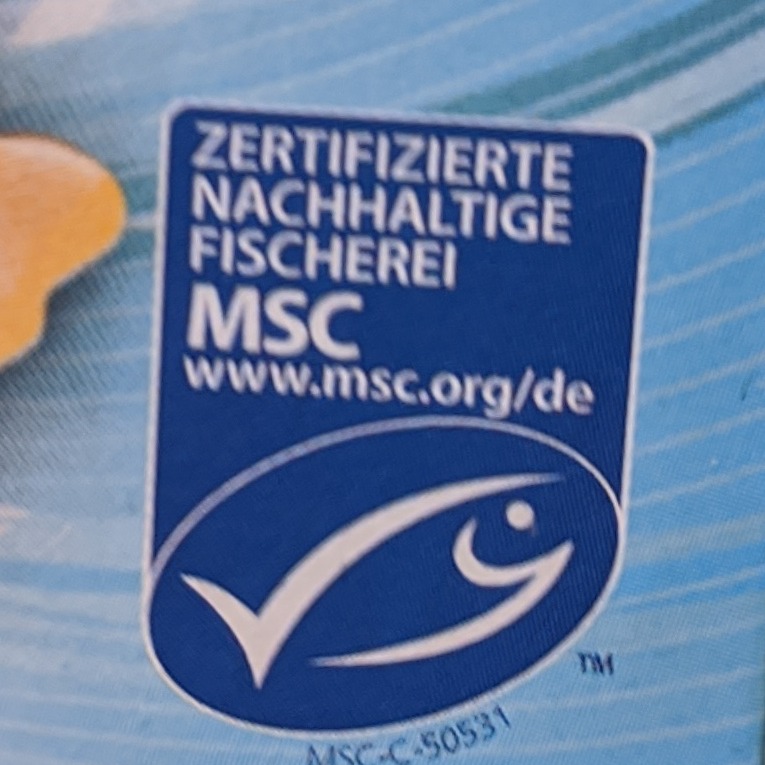 ZERTIFIZIERTE
NACHHALTIGE
FISCHEREI
MSC
www.msc.org/de
TM
MSC-C-50531